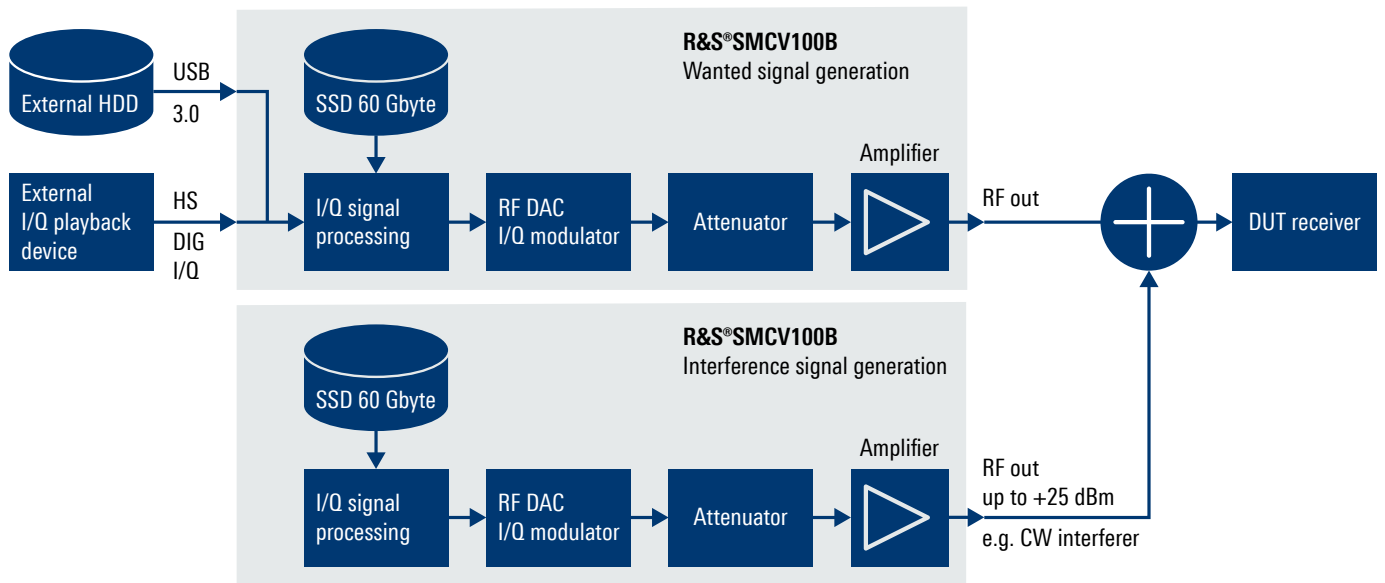 R&S®SMCV100B
Wanted signal generation
External HDD
USB
3.0
SSD 60 Gbyte
Amplifier
External
I/Q playback
device
HS
DIG
I/Q
I/Q signal
processing
RF DAC
I/Q modulator
Attenuator
RF out
DUT receiver
R&S®SMCV100B
Interference signal generation
SSD 60 Gbyte
Amplifier
I/Q signal
processing
RF DAC
I/Q modulator
Attenuator
RF out
up to +25 dBm
e.g. CW interferer